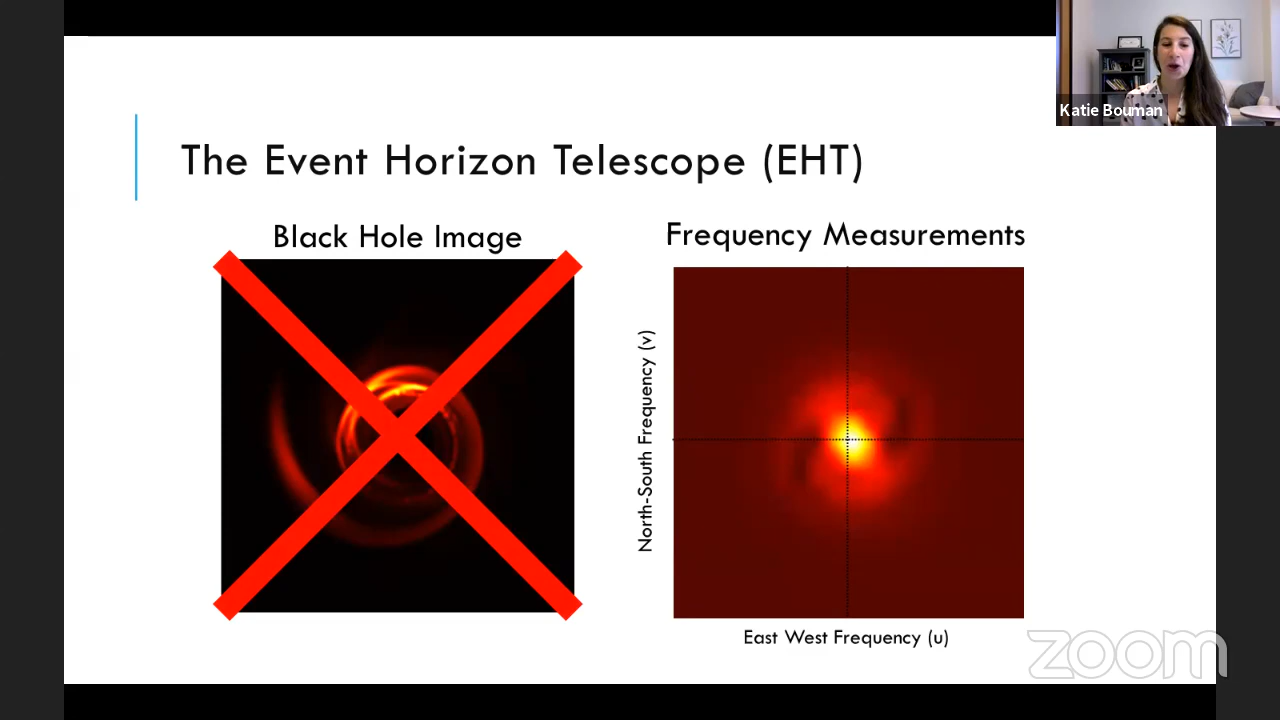 Katie Bouman
The Event Horizon Telescope (EHT)
Black Hole Image
Frequency Measurements
North-South Frequency (v)
East West Frequency (u)
zoom